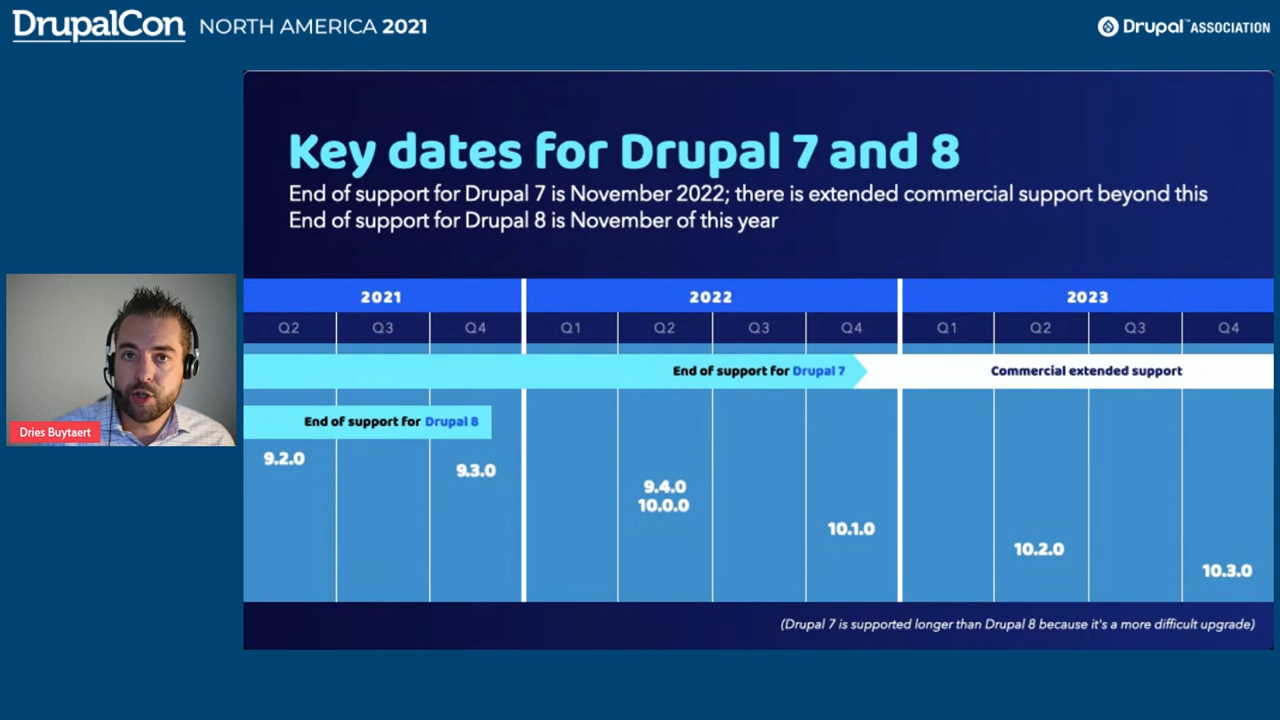 DrupalCon NORTH AMERICA 2021
Drupal™ ASSOCIATION
Key dates for Drupal 7 and 8
End of support for Drupal 7 is November 2022; there is extended commercial support beyond this
End of support for Drupal 8 is November of this year
2021 2022 2023
Q2 Q3 Q4 Q1 Q2 Q3 Q4 Q1 Q2 Q3 Q4
End of support for Drupal 7 Commercial extended support
End of support for Drupal 8
Dries Buytaert
9.2.0
9.3.0
9.4.0
10.0.0
10.1.0
10.2.0
10.3.0
(Drupal 7 is supported longer than Drupal 8 because it's a more difficult upgrade)